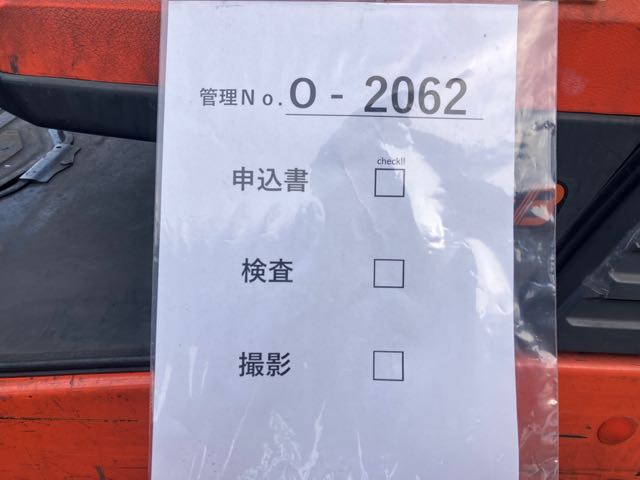 管理No. O - 2062
check!!
申込書 □
検査 □
撮影 □